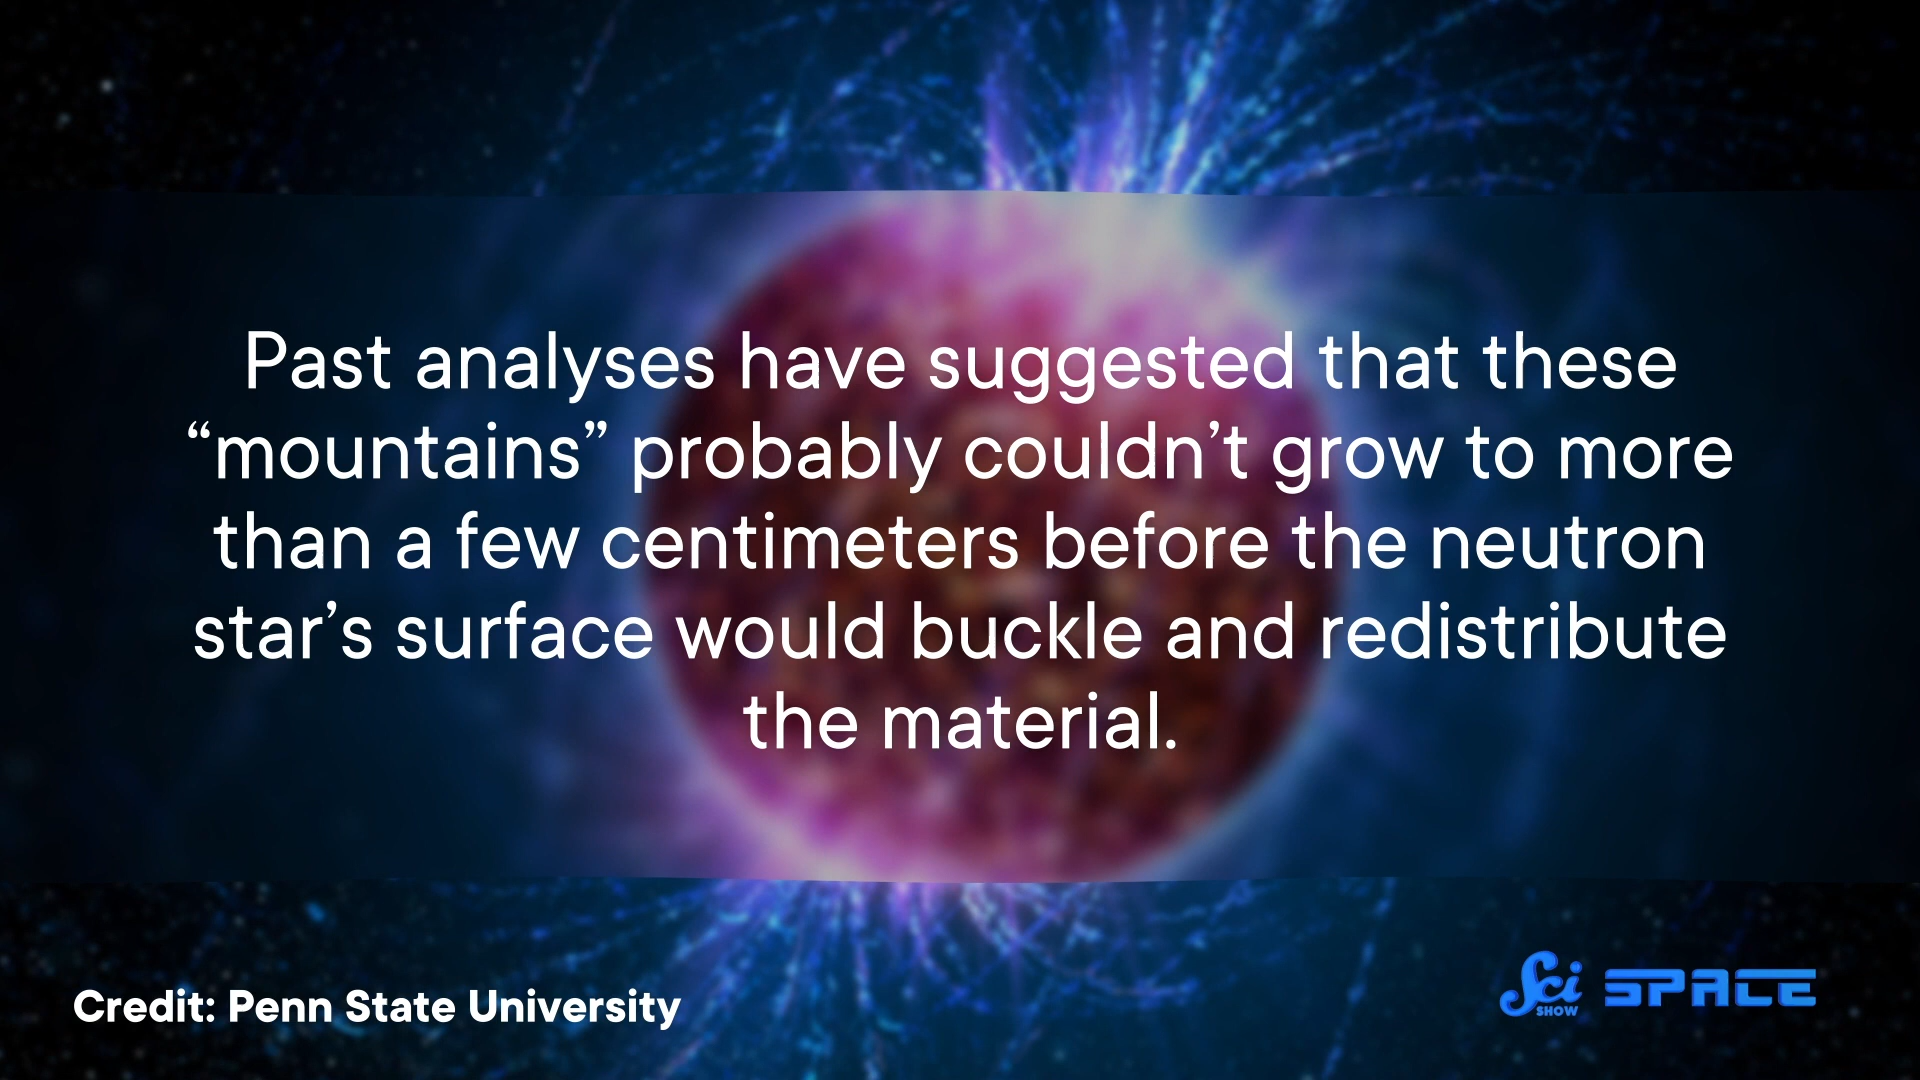 Past analyses have suggested that these
“mountains” probably couldn’t grow to more
than a few centimeters before the neutron
star’s surface would buckle and redistribute
the material.
Credit: Penn State University
Sci SHOW SPACE